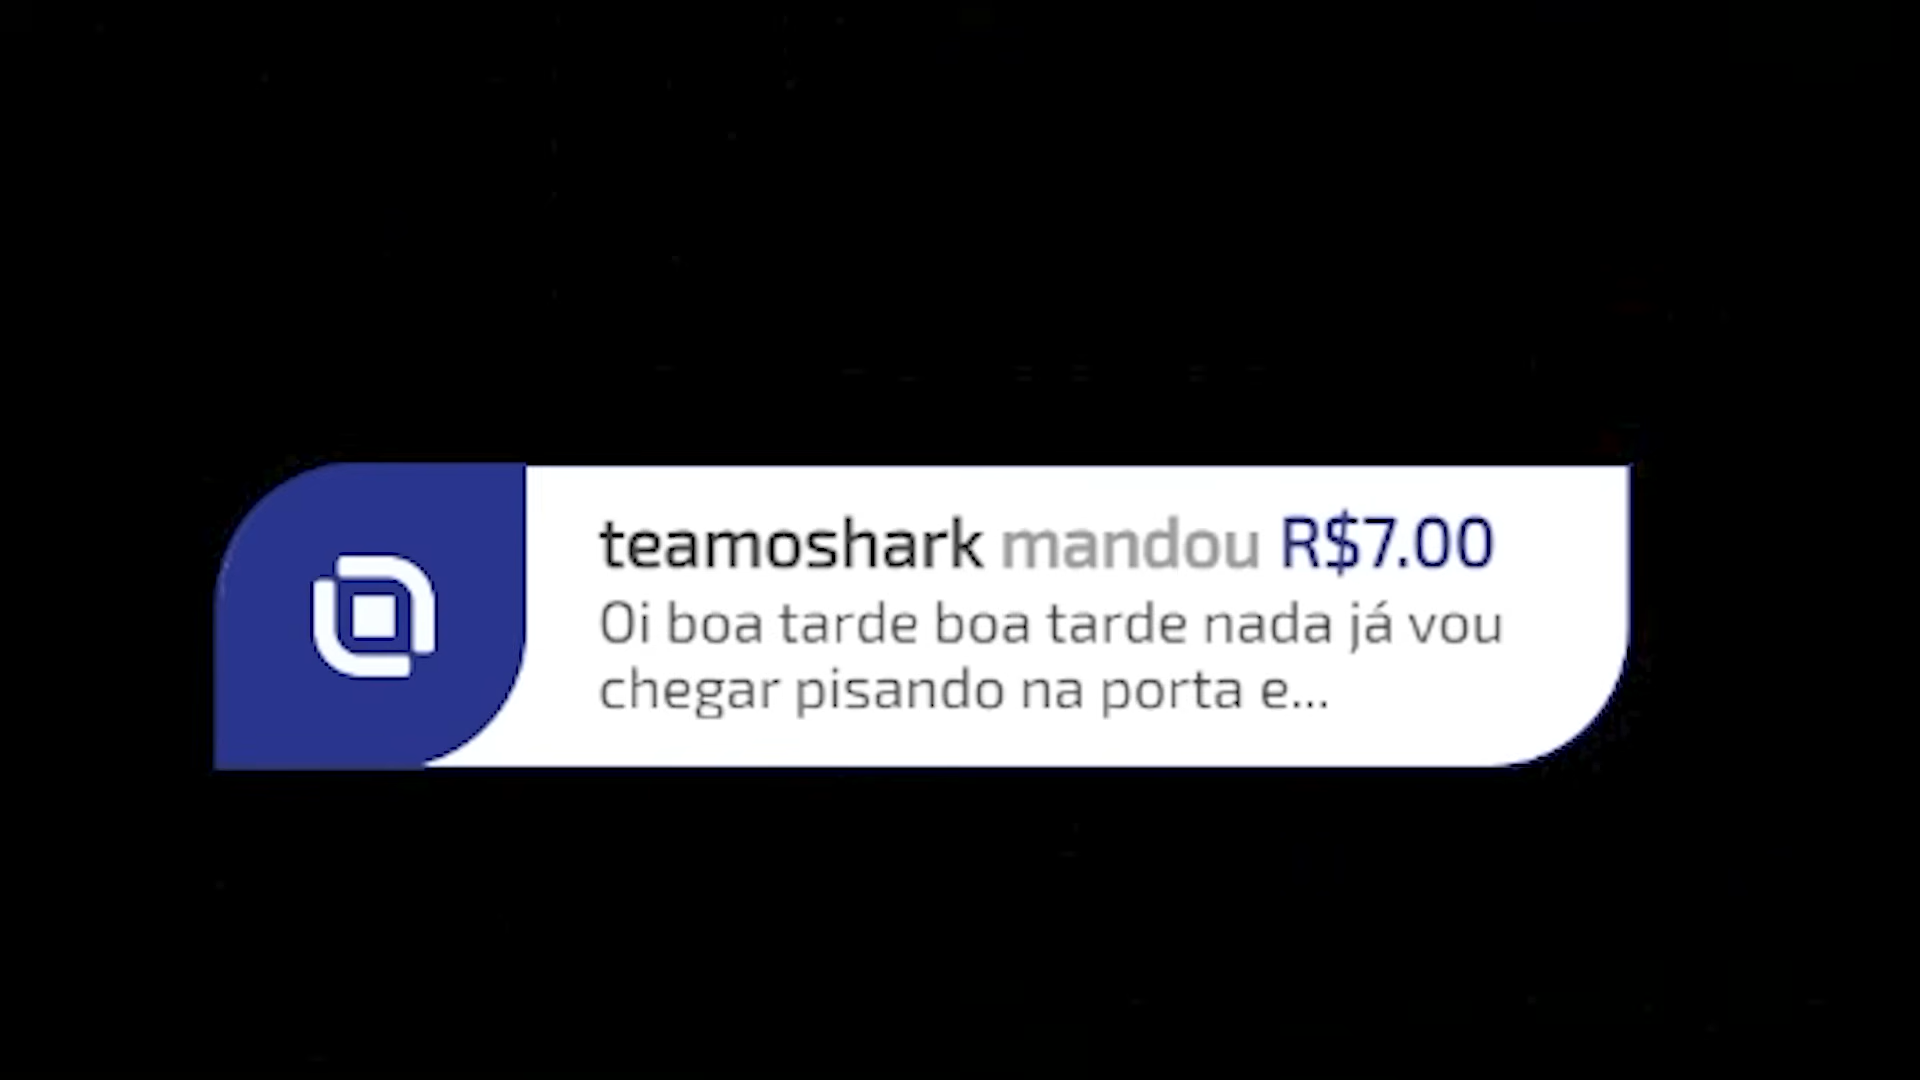 teamoshark mandou R$7.00
Oi boa tarde boa tarde nada já vou
chegar pisando na porta e...